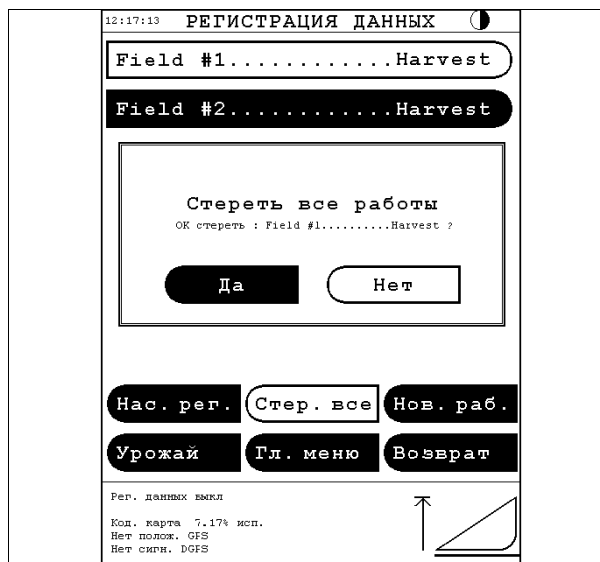 12:17:13 РЕГИСТРАЦИЯ ДАННЫХ
Field #1............Harvest
Field #2............Harvest
Стереть все работы
ОК стереть : Field #1..........Harvest ?
Да Нет
Нас. рег. Стер. все Нов. раб.
Урожай Гл. меню Возврат
Рег. данных выкл
Код. карта 7.17% исп.
Нет полож. GPS
Нет сигн. DGPS